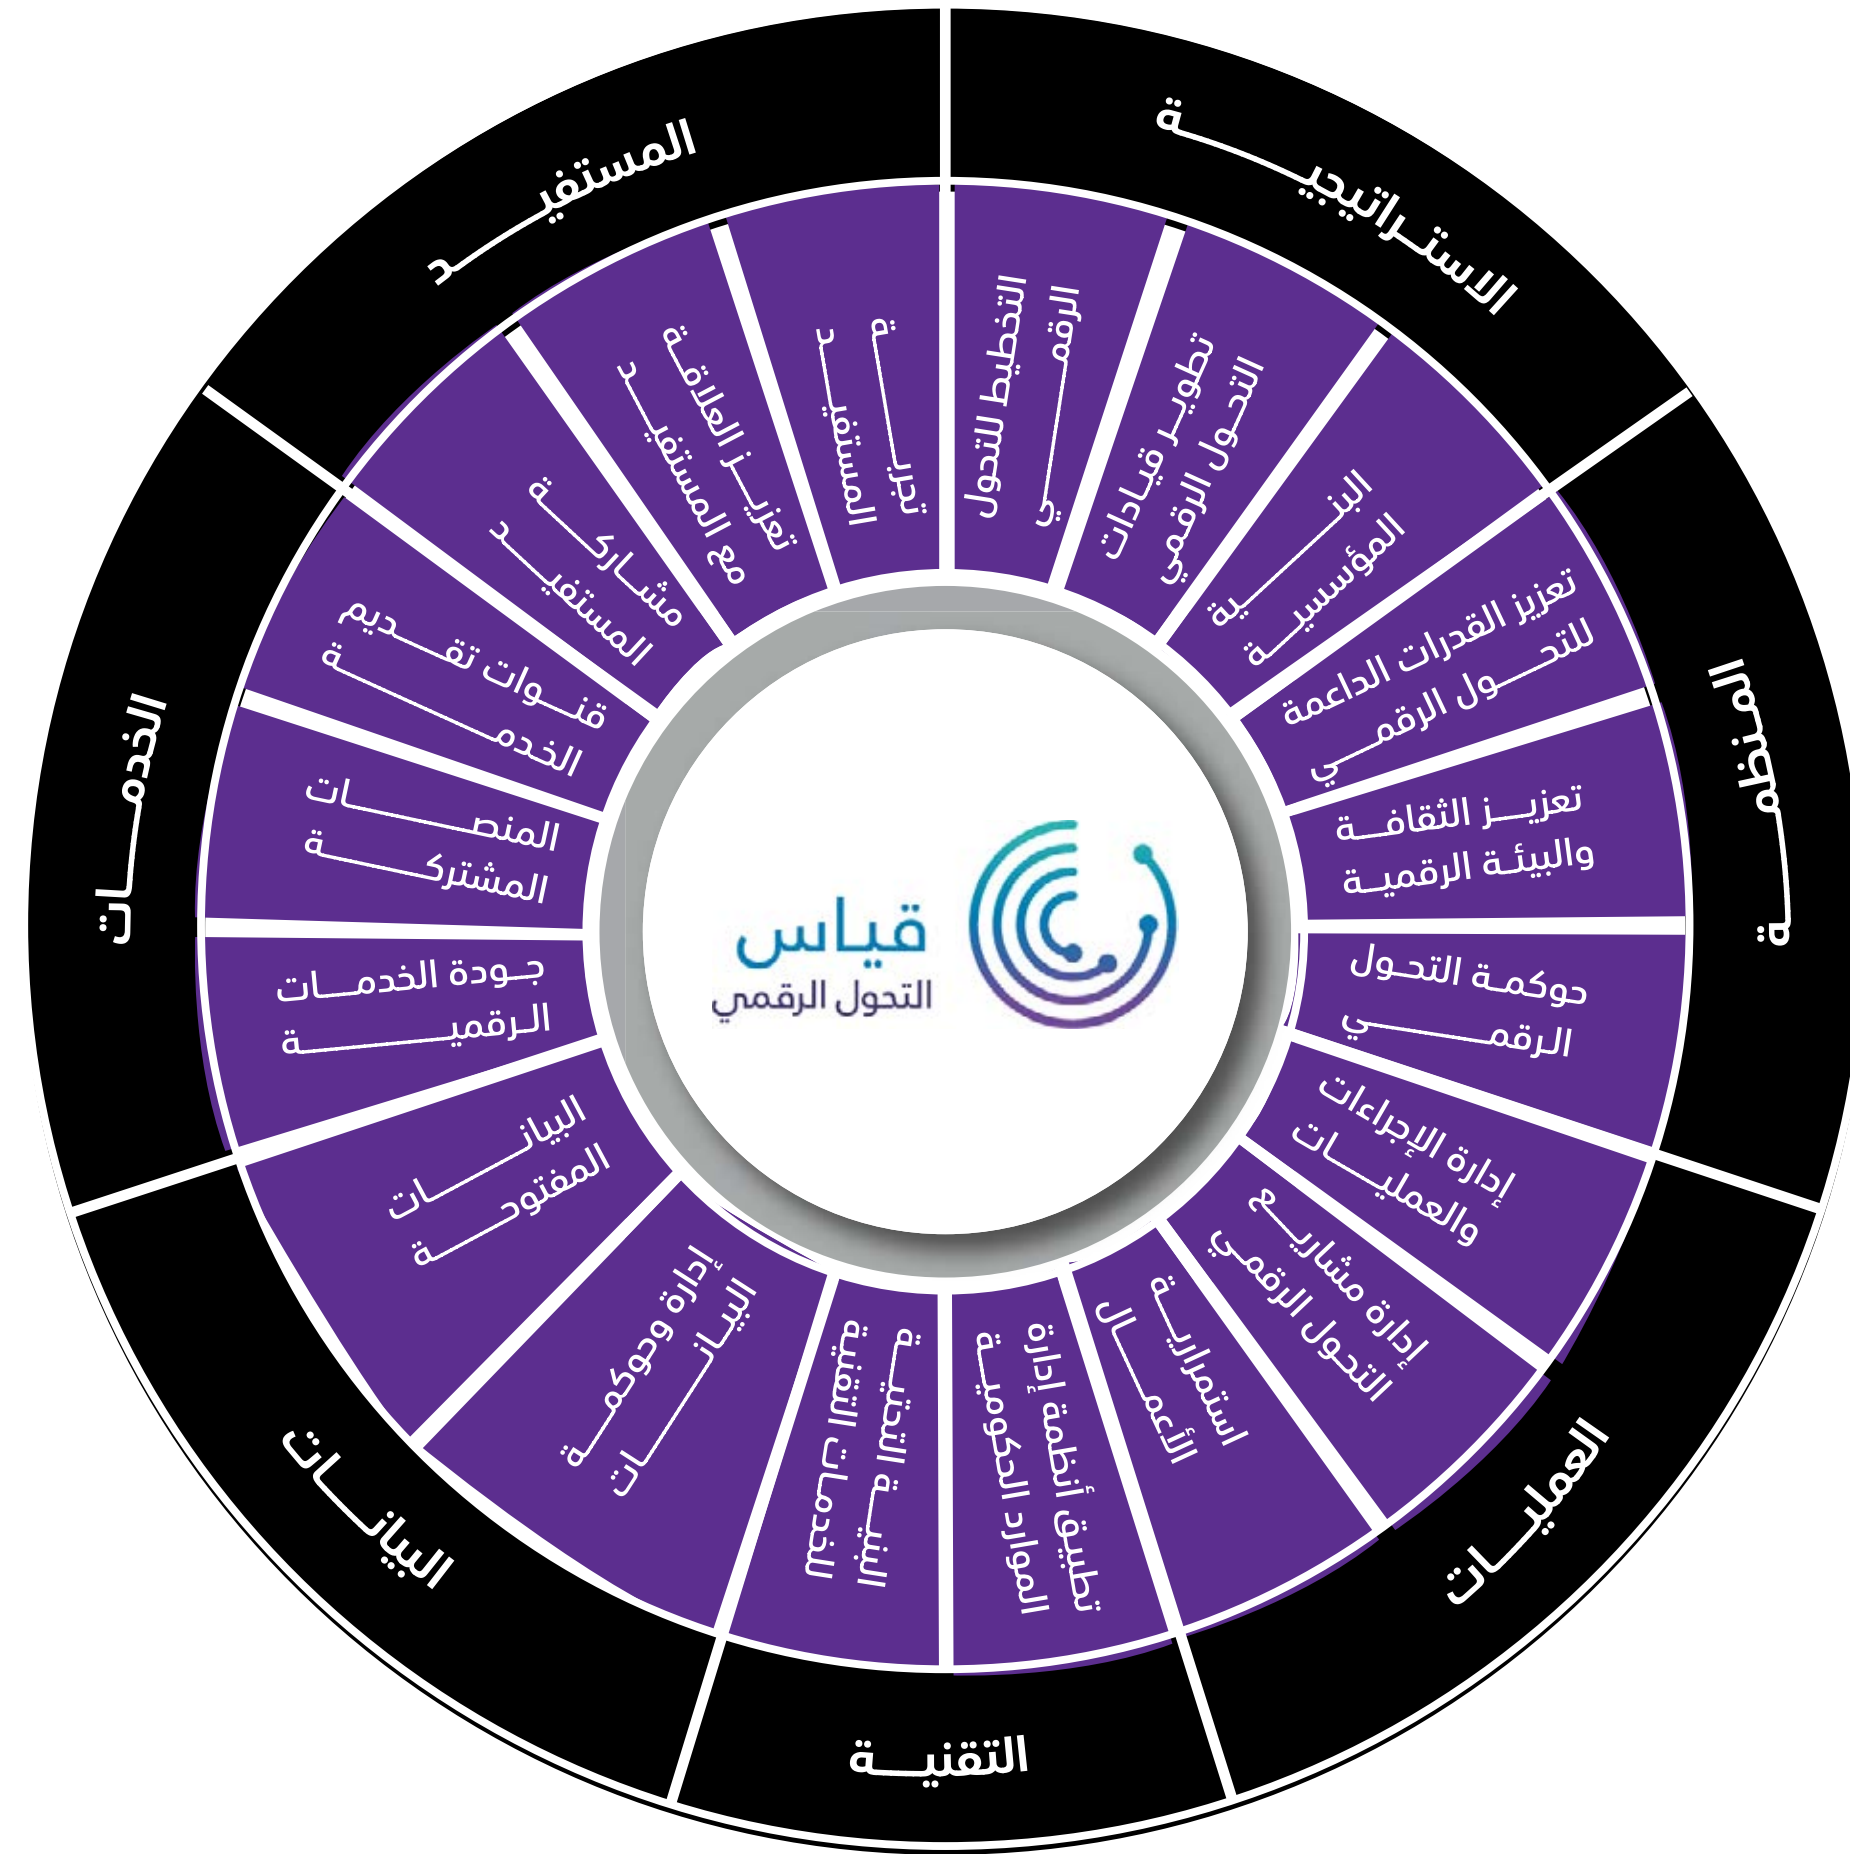 قياس
التحول الرقمي
الاستراتيجية
التخطيط للتحول
الرقمي
تطوير قيادات
التحول الرقمي
البنية
المؤسسية
المنظمة
تعزيز القدرات الداعمة
للتحول الرقمي
تعزيز الثقافة
والبيئة الرقمية
حوكمة التحول
الرقمي
العمليات
إدارة الإجراءات
والعمليات
إدارة مشاريع
التحول الرقمي
استمرارية
الأعمال
التقنية
تطبيق أنظمة إدارة
الموارد الحكومية
البنية التحتية
للخدمات التقنية
البيانات
إدارة وحوكمة
البيانات
البيانات
المفتوحة
الخدمات
جودة الخدمات
الرقمية
المنصات
المشتركة
قنوات تقديم
الخدمة
المستفيد
مشاركة
المستفيد
تعزيز العلاقة
مع المستفيد
تجربة
المستفيد